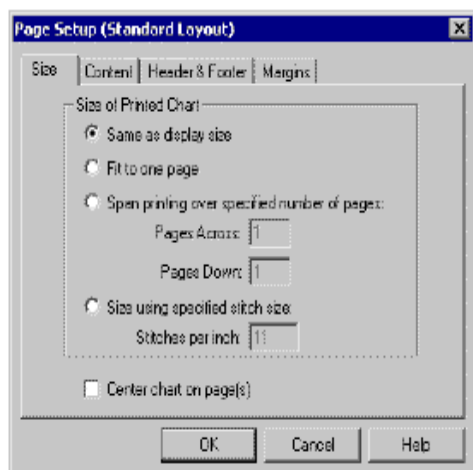 Page Setup (Standard Layout)
Size Content Header & Footer Margins
Size of Printed Chart
Same as display size
Fit to one page
Span printing over specified number of pages:
Pages Across: 1
Pages Down: 1
Size using specified stitch size:
Stitches per inch: 11
Center chart on page(s)
OK Cancel Help